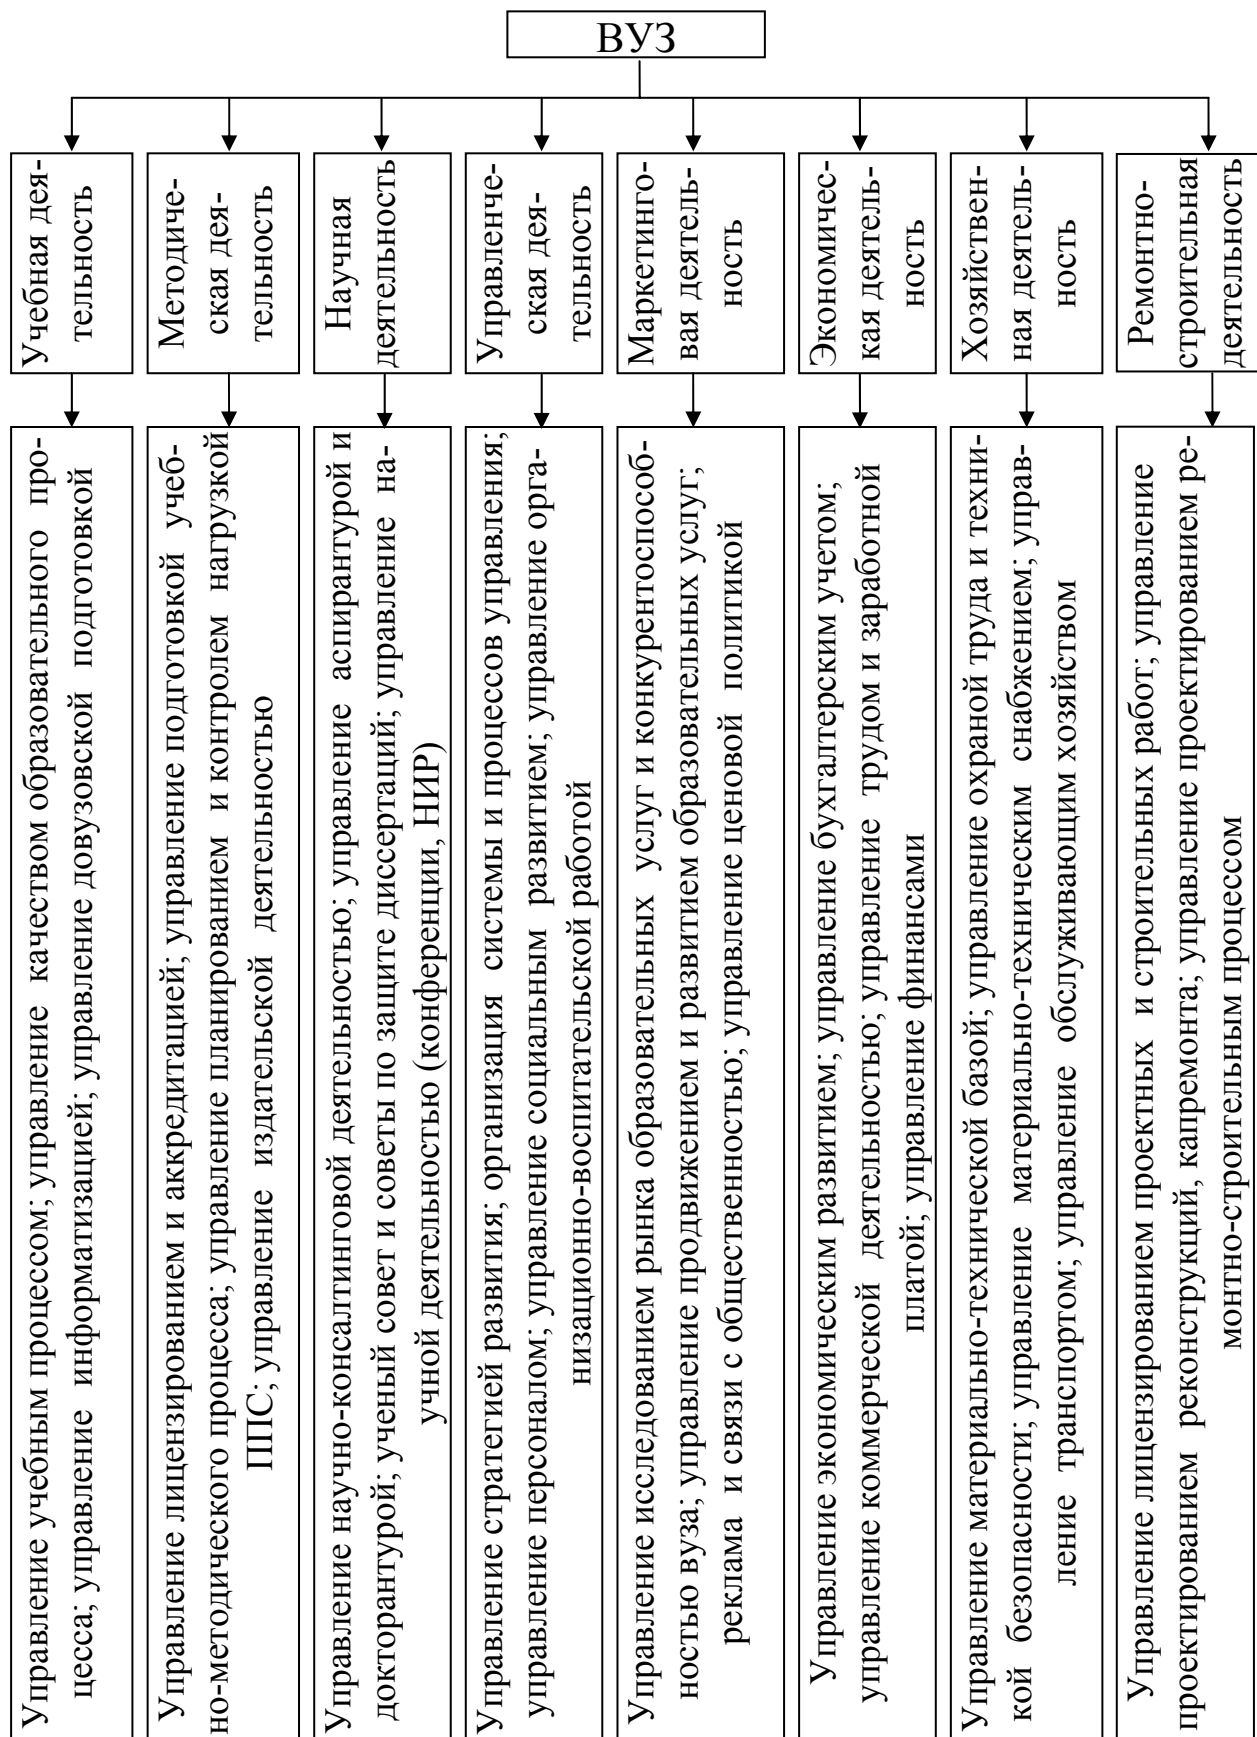 ВУЗ
Учебная дея-
тельность
Методиче-
ская дея-
тельность
Научная
деятельность
Управленче-
ская дея-
тельность
Маркетинго-
вая деятель-
ность
Экономичес-
кая деятель-
ность
Хозяйствен-
ная деятель-
ность
Ремонтно-
строительная
деятельность
Управление учебным процессом; управление качеством образовательного про-
цесса; управление информатизацией; управление довузовской подготовкой
Управление лицензированием и аккредитацией; управление подготовкой учеб-
но-методического процесса; управление планированием и контролем нагрузкой
ППС; управление издательской деятельностью
Управление научно-консалтинговой деятельностью; управление аспирантурой и
докторантурой; ученый совет и советы по защите диссертаций; управление на-
учной деятельностью (конференции, НИР)
Управление стратегией развития; организация системы и процессов управления;
управление персоналом; управление социальным развитием; управление орга-
низационно-воспитательской работой
Управление исследованием рынка образовательных услуг и конкурентоспособ-
ностью вуза; управление продвижением и развитием образовательных услуг;
реклама и связи с общественностью; управление ценовой политикой
Управление экономическим развитием; управление бухгалтерским учетом;
управление коммерческой деятельностью; управление трудом и заработной
платой; управление финансами
Управление материально-технической базой; управление охраной труда и техни-
кой безопасности; управление материально-техническим снабжением; управ-
ление транспортом; управление обслуживающим хозяйством
Управление лицензированием проектных и строительных работ; управление
проектированием реконструкций, капремонта; управление проектированием ре-
монтно-строительным процессом